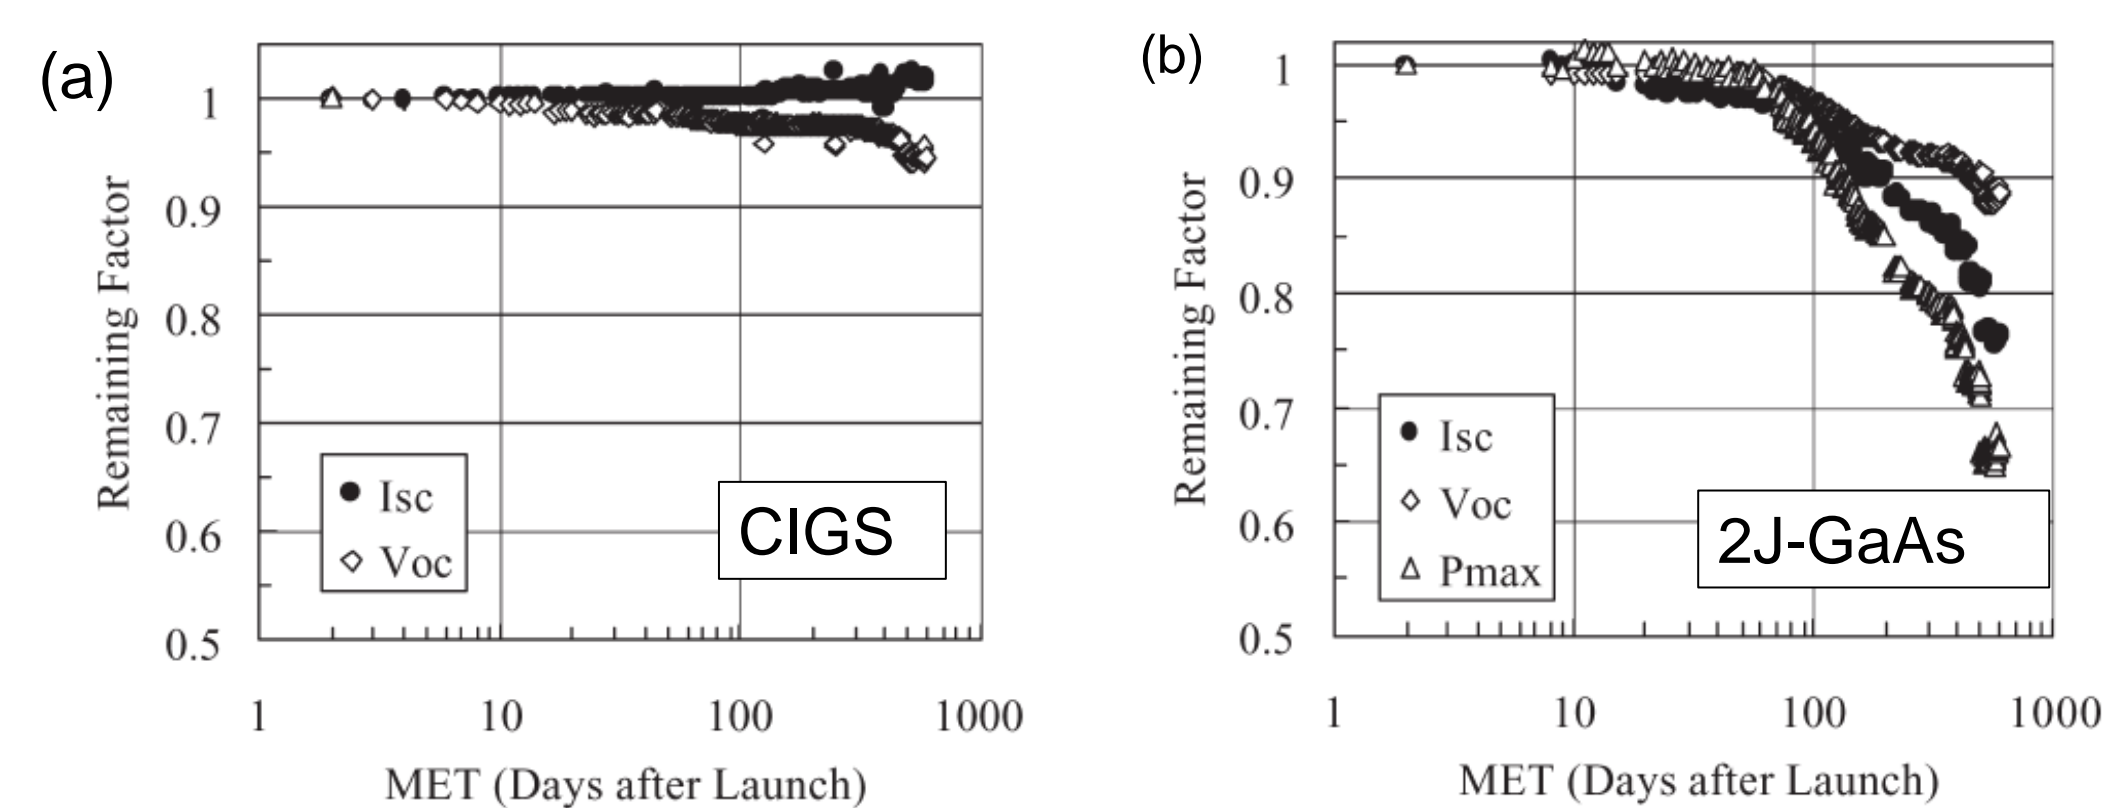 (a)
1
0.9
0.8
0.7
0.6
0.5
Remaining Factor
Isc
Voc
CIGS
1 10 100 1000
MET (Days after Launch)
(b)
1
0.9
0.8
0.7
0.6
0.5
Remaining Factor
Isc
Voc
Pmax
2J-GaAs
1 10 100 1000
MET (Days after Launch)